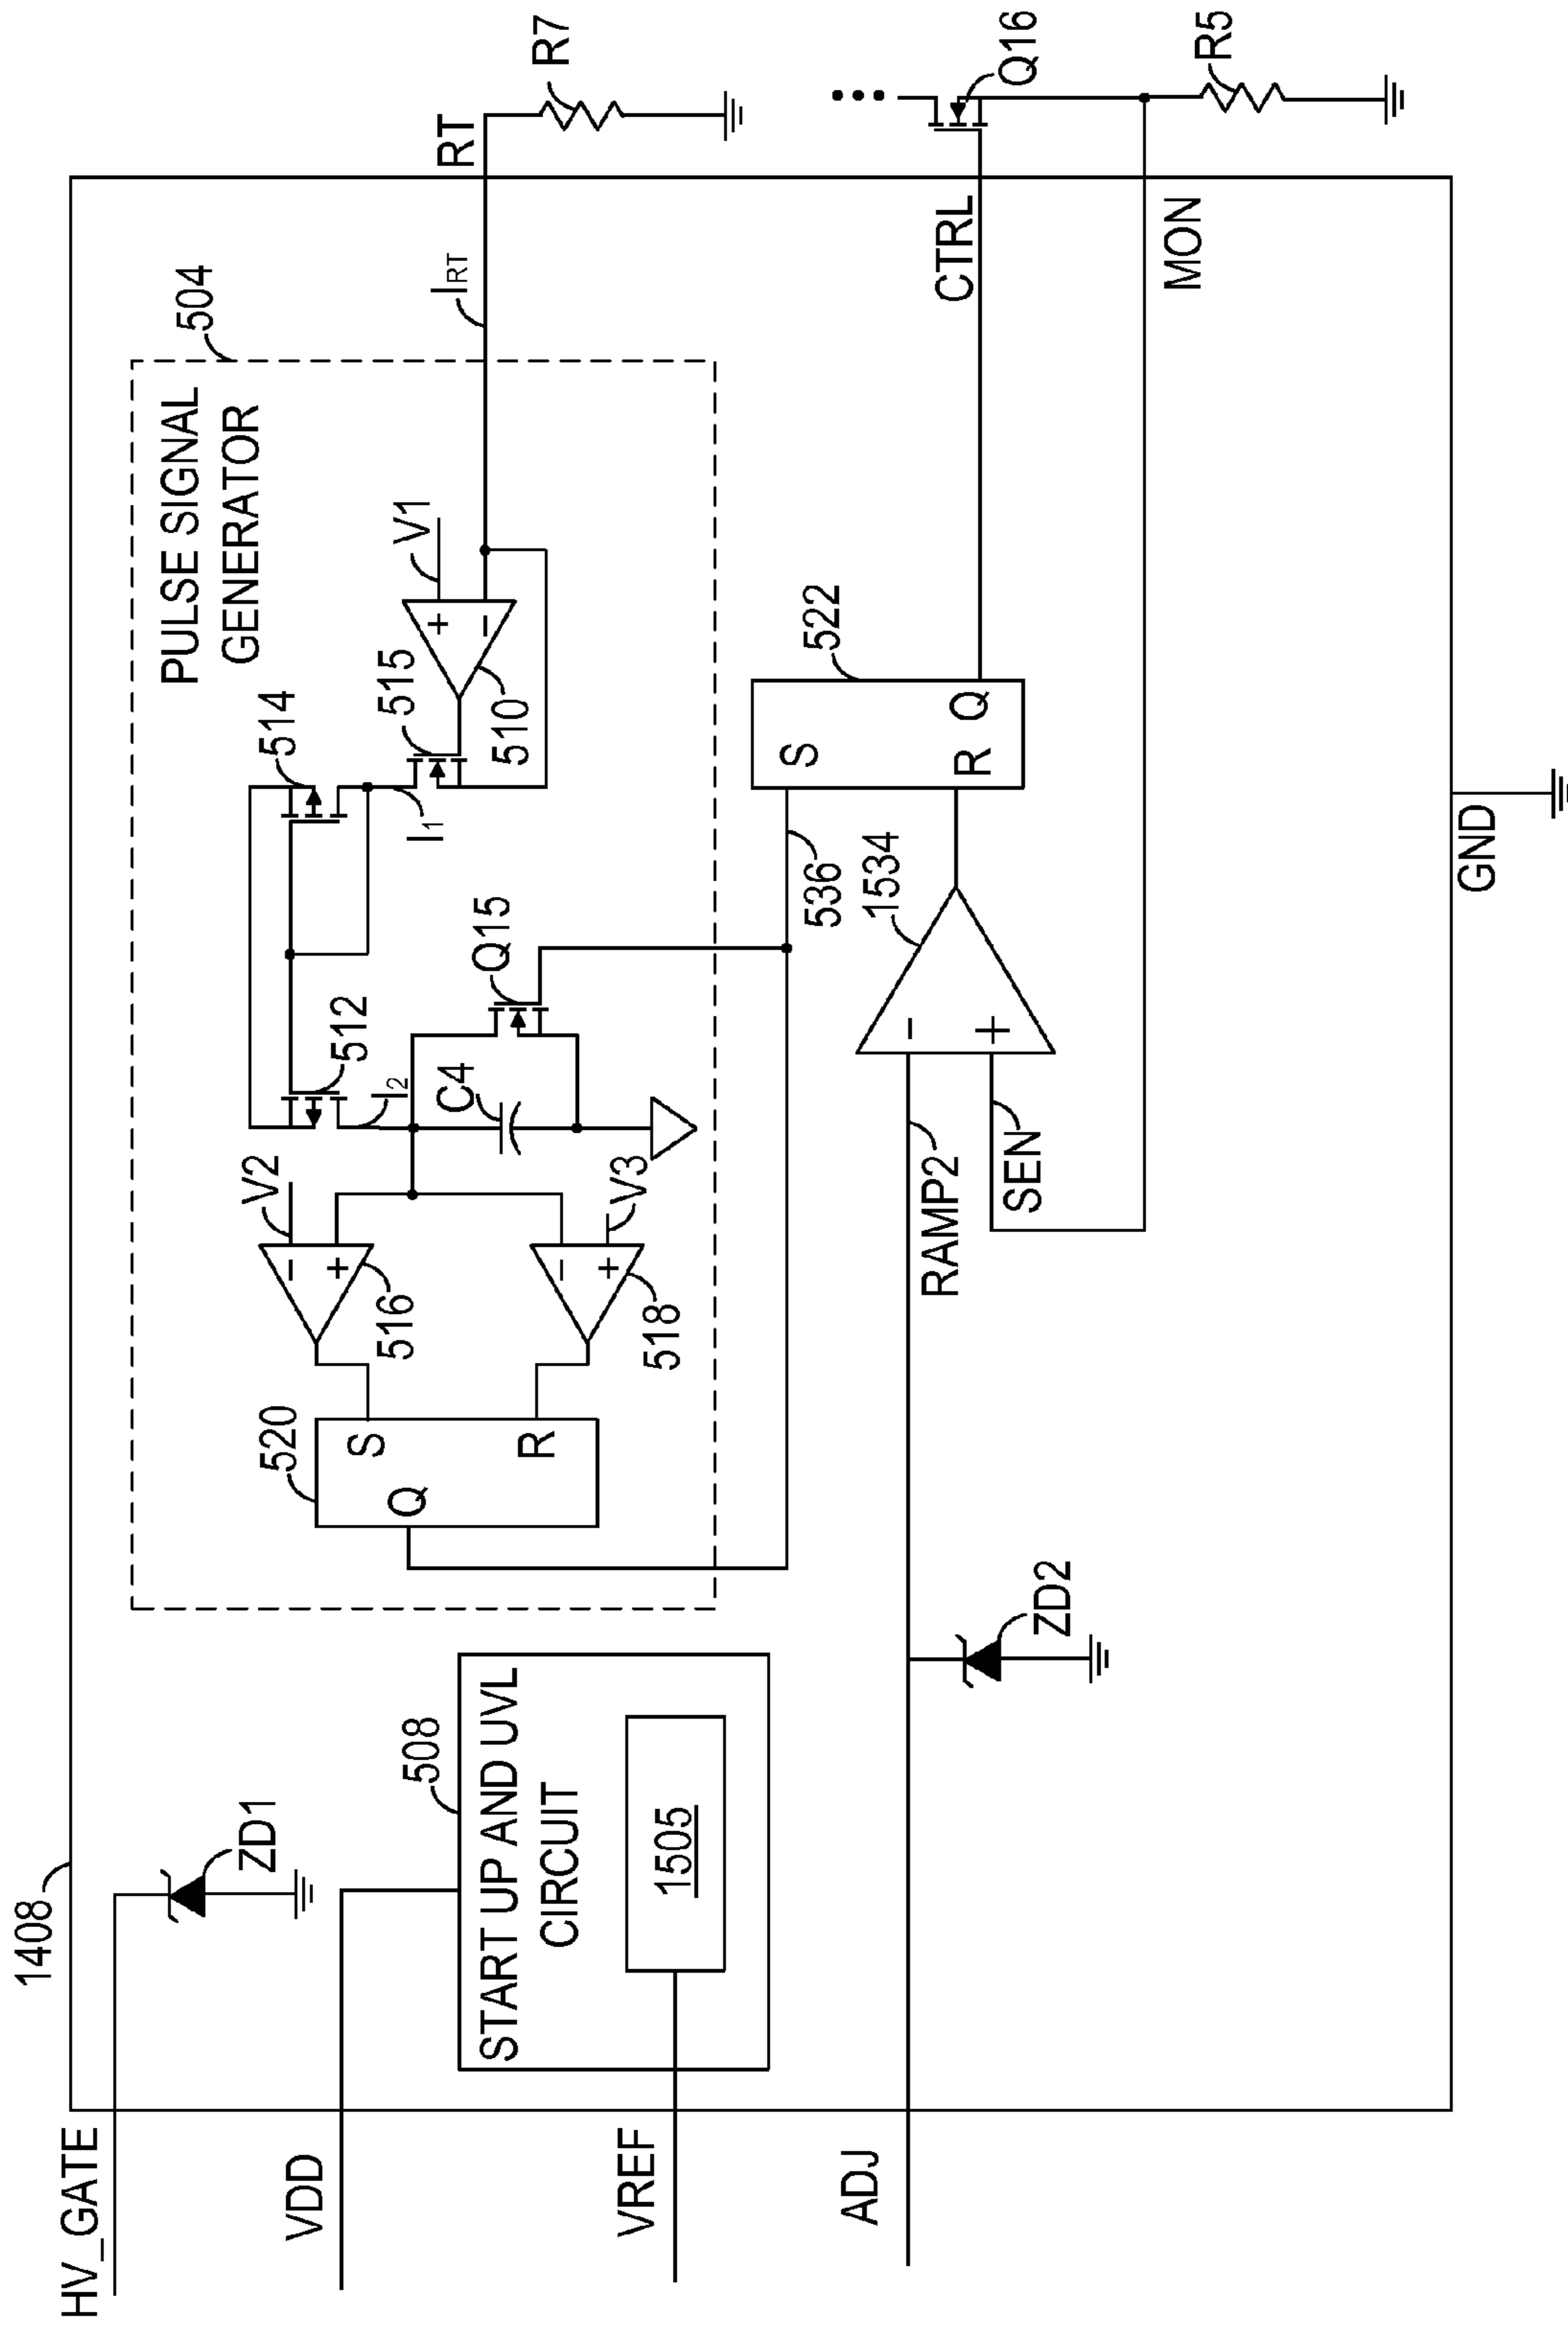 1408
HV_GATE
ZD1
VDD
VREF
508
START UP AND UVL
CIRCUIT
1505
ADJ
ZD2
504
PULSE SIGNAL
GENERATOR
520
S
Q
R
V2
-
+
516
-
+
518
V3
512
I2
C4
Q15
514
I1
515
510
+
-
V1
IRT
RT
R7
536
522
S
R
Q
1534
-
+
RAMP2
SEN
CTRL
Q16
MON
R5
GND